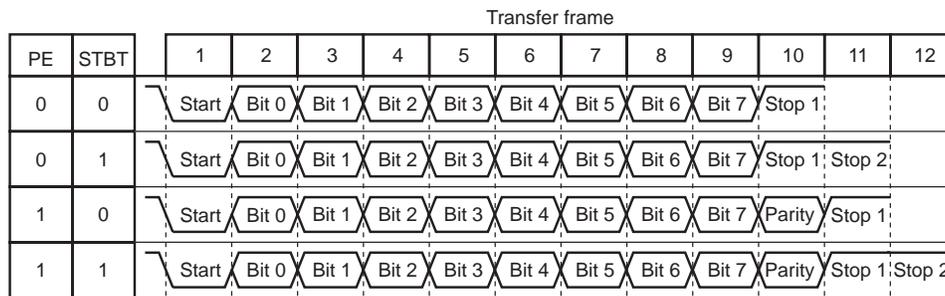 Transfer frame
PE STBT 1 2 3 4 5 6 7 8 9 10 11 12
0 0 Start Bit 0 Bit 1 Bit 2 Bit 3 Bit 4 Bit 5 Bit 6 Bit 7 Stop 1
0 1 Start Bit 0 Bit 1 Bit 2 Bit 3 Bit 4 Bit 5 Bit 6 Bit 7 Stop 1 Stop 2
1 0 Start Bit 0 Bit 1 Bit 2 Bit 3 Bit 4 Bit 5 Bit 6 Bit 7 Parity Stop 1
1 1 Start Bit 0 Bit 1 Bit 2 Bit 3 Bit 4 Bit 5 Bit 6 Bit 7 Parity Stop 1 Stop 2